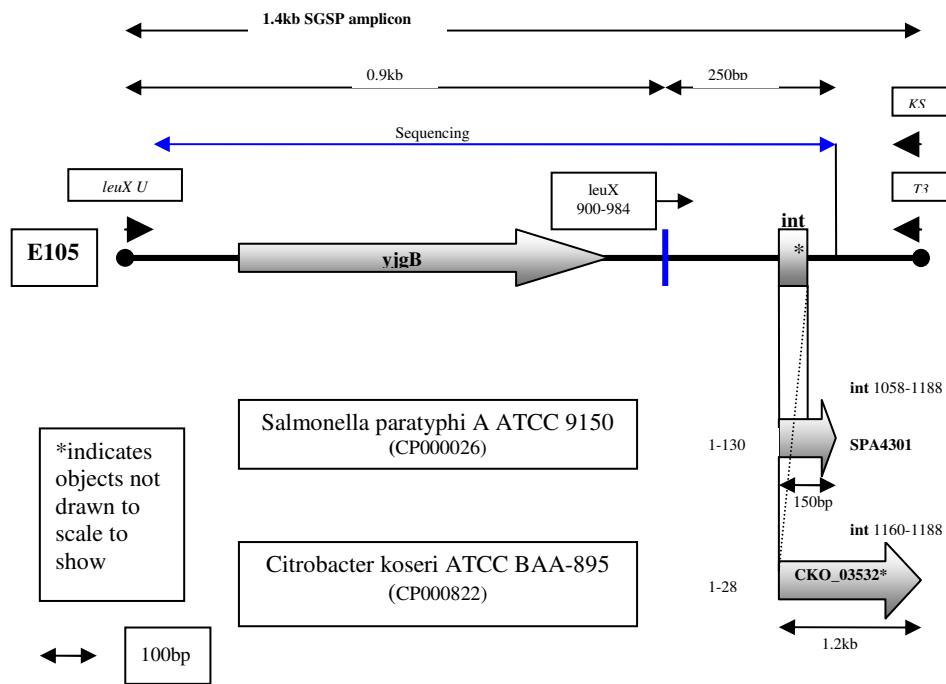 1.4kb SGSP amplicon
0.9kb
250bp
KS
Sequencing
leuX U
leuX
900-984
T3
int
E105
yjgB
*
int 1058-1188
Salmonella paratyphi A ATCC 9150
(CP000026)
1-130
SPA4301
*indicates
objects not
drawn to
scale to
show
150bp
int 1160-1188
Citrobacter koseri ATCC BAA-895
(CP000822)
1-28
CKO_03532*
1.2kb
100bp